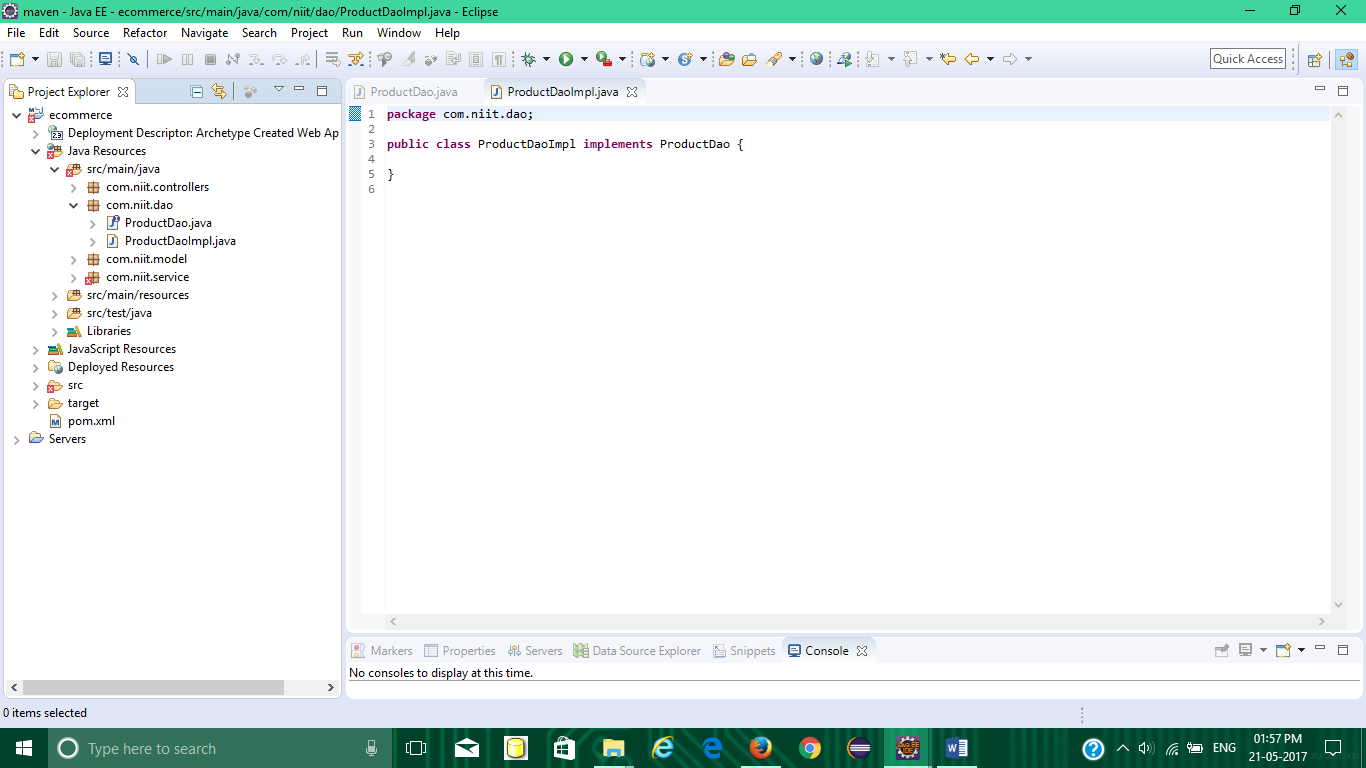 maven - Java EE - ecommerce/src/main/java/com/niit/dao/ProductDaoImpl.java - Eclipse
File Edit Source Refactor Navigate Search Project Run Window Help
Quick Access
Project Explorer
ProductDao.java ProductDaoImpl.java
ecommerce
Deployment Descriptor: Archetype Created Web Ap
Java Resources
src/main/java
com.niit.controllers
com.niit.dao
ProductDao.java
ProductDaoImpl.java
com.niit.model
com.niit.service
src/main/resources
src/test/java
Libraries
JavaScript Resources
Deployed Resources
src
target
pom.xml
Servers
1 package com.niit.dao;
2
3 public class ProductDaoImpl implements ProductDao {
4
5 }
6
Markers Properties Servers Data Source Explorer Snippets Console
No consoles to display at this time.
0 items selected
Type here to search
ENG
01:57 PM
21-05-2017